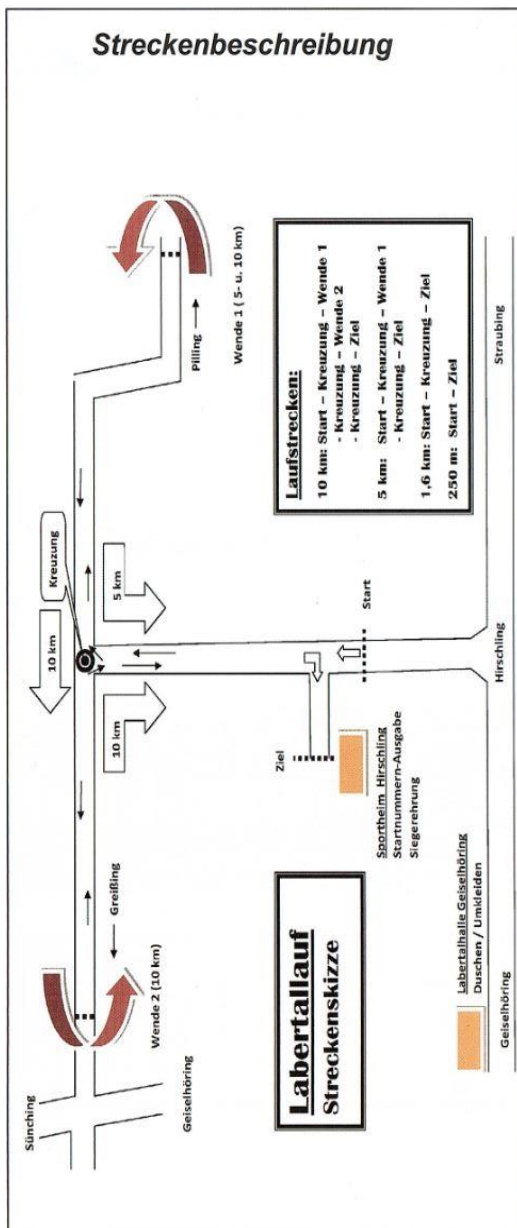 Streckenbeschreibung
Sünching
Geiselhöring
Wende 2 (10 km)
Greißing
10 km
Kreuzung
10 km
5 km
Pilling
Wende 1 ( 5- u. 10 km)
Labertallauf
Streckenskizze
Ziel
Start
Sportheim Hirschling
Startnummern-Ausgabe
Siegerehrung
Laufstrecken:
10 km: Start – Kreuzung – Wende 1
- Kreuzung – Wende 2
- Kreuzung – Ziel
5 km: Start – Kreuzung – Wende 1
- Kreuzung – Ziel
1,6 km: Start – Kreuzung – Ziel
250 m: Start – Ziel
Labertalhalle Geiselhöring
Duschen / Umkleiden
Geiselhöring
Hirschling
Straubing